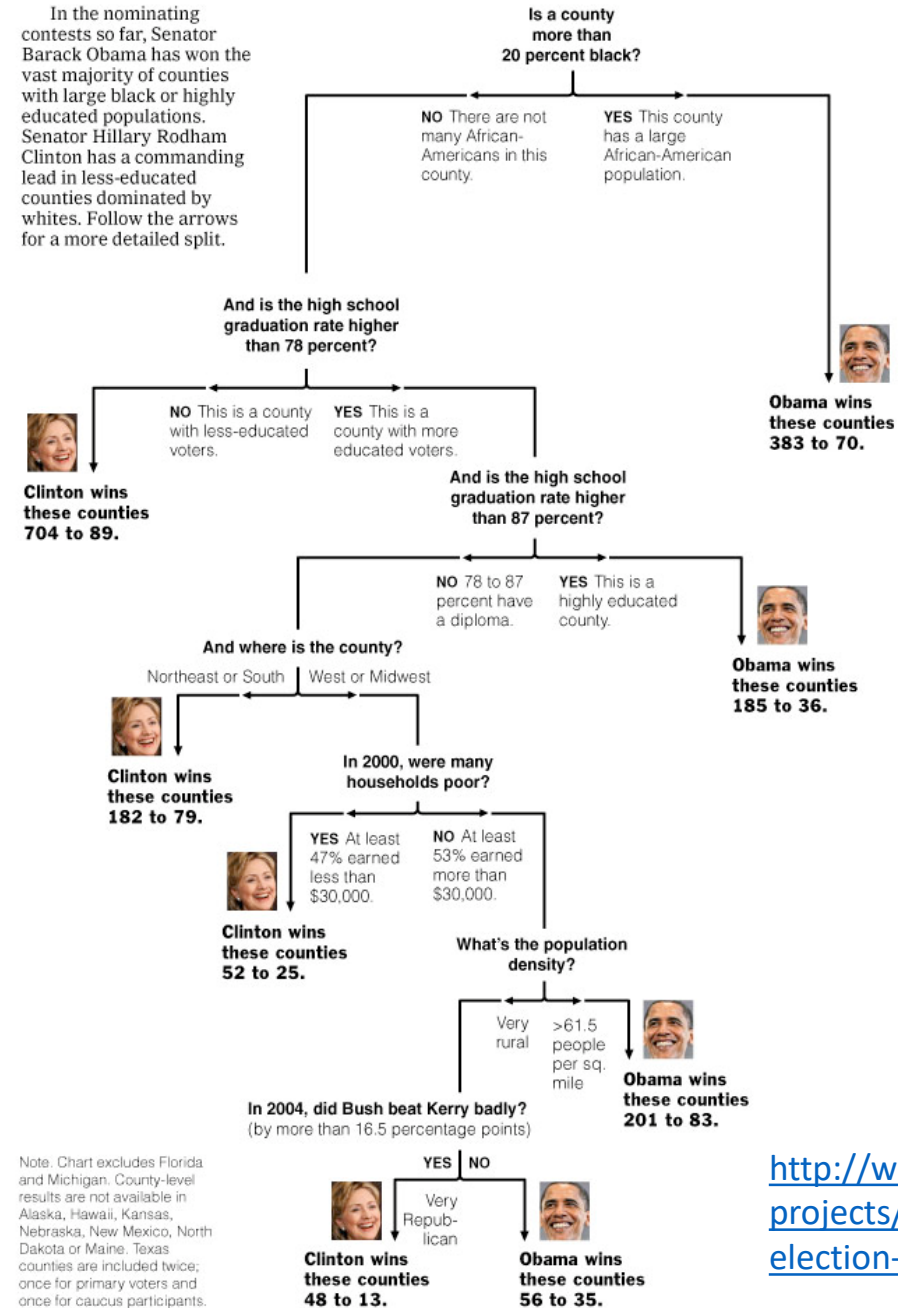 In the nominating
contests so far, Senator
Barack Obama has won the
vast majority of counties
with large black or highly
educated populations.
Senator Hillary Rodham
Clinton has a commanding
lead in less-educated
counties dominated by
whites. Follow the arrows
for a more detailed split.
Is a county
more than
20 percent black?
NO There are not
many African-
Americans in this
county.
YES This county
has a large
African-American
population.
Obama wins
these counties
383 to 70.
And is the high school
graduation rate higher
than 78 percent?
NO This is a county
with less-educated
voters.
YES This is a
county with more
educated voters.
Clinton wins
these counties
704 to 89.
And is the high school
graduation rate higher
than 87 percent?
NO 78 to 87
percent have
a diploma.
YES This is a
highly educated
county.
Obama wins
these counties
185 to 36.
And where is the county?
Northeast or South
West or Midwest
Clinton wins
these counties
182 to 79.
In 2000, were many
households poor?
YES At least
47% earned
less than
$30,000.
NO At least
53% earned
more than
$30,000.
Clinton wins
these counties
52 to 25.
What's the population
density?
Very
rural
>61.5
people
per sq.
mile
Obama wins
these counties
201 to 83.
In 2004, did Bush beat Kerry badly?
(by more than 16.5 percentage points)
YES
NO
Very
Repub-
lican
Clinton wins
these counties
48 to 13.
Obama wins
these counties
56 to 35.
Note. Chart excludes Florida
and Michigan. County-level
results are not available in
Alaska, Hawaii, Kansas,
Nebraska, New Mexico, North
Dakota or Maine. Texas
counties are included twice;
once for primary voters and
once for caucus participants.
http://w
projects/
election-